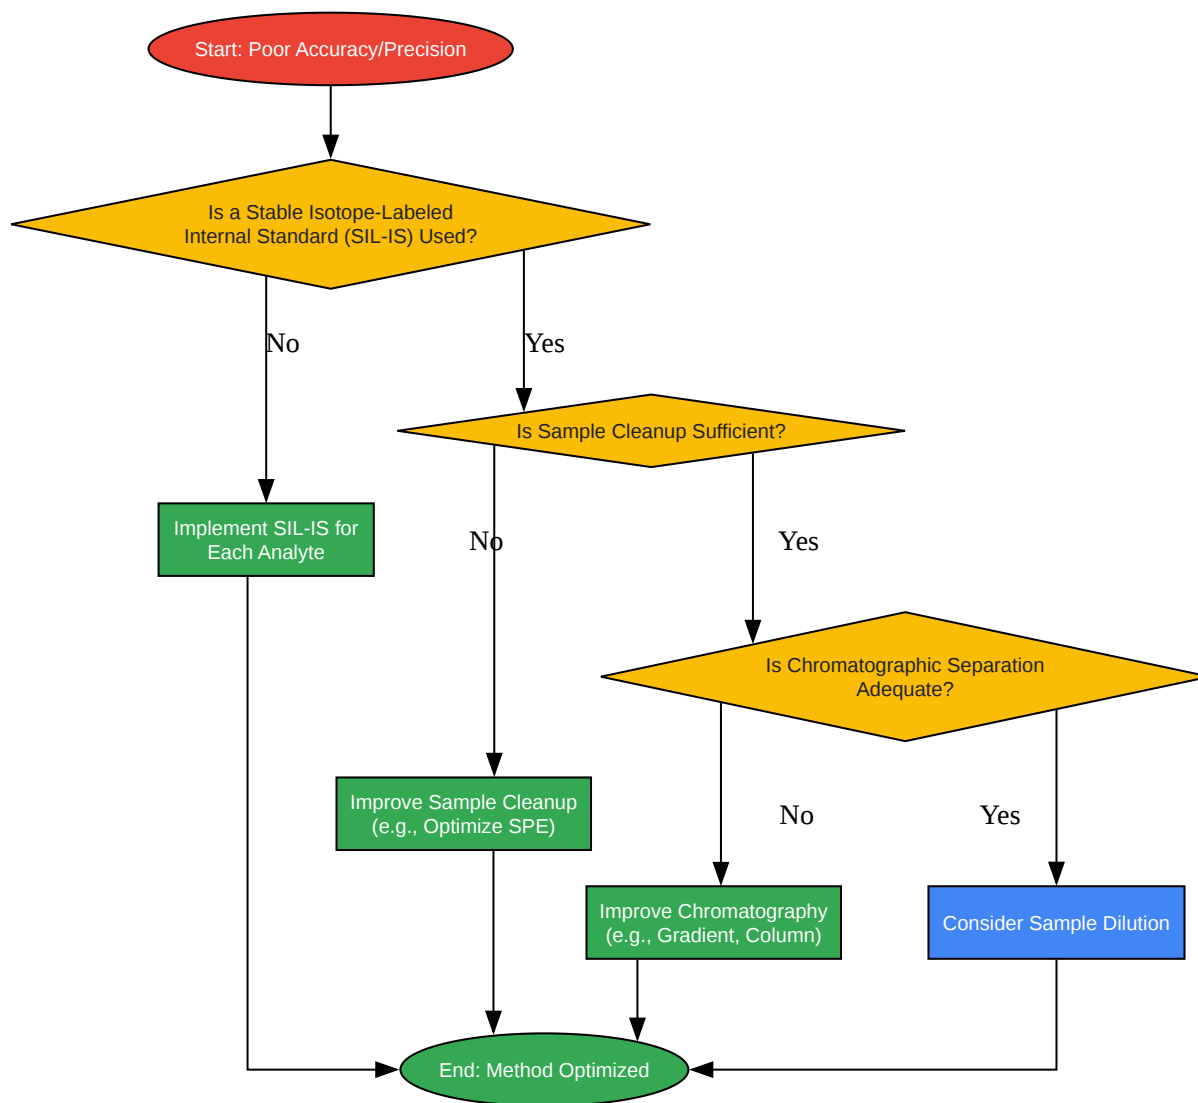 Start: Poor Accuracy/Precision
Is a Stable Isotope-Labeled
Internal Standard (SIL-IS) Used?
No
Yes
Is Sample Cleanup Sufficient?
Implement SIL-IS for
Each Analyte
No
Yes
Is Chromatographic Separation
Adequate?
Improve Sample Cleanup
(e.g., Optimize SPE)
No
Yes
Improve Chromatography
(e.g., Gradient, Column)
Consider Sample Dilution
End: Method Optimized